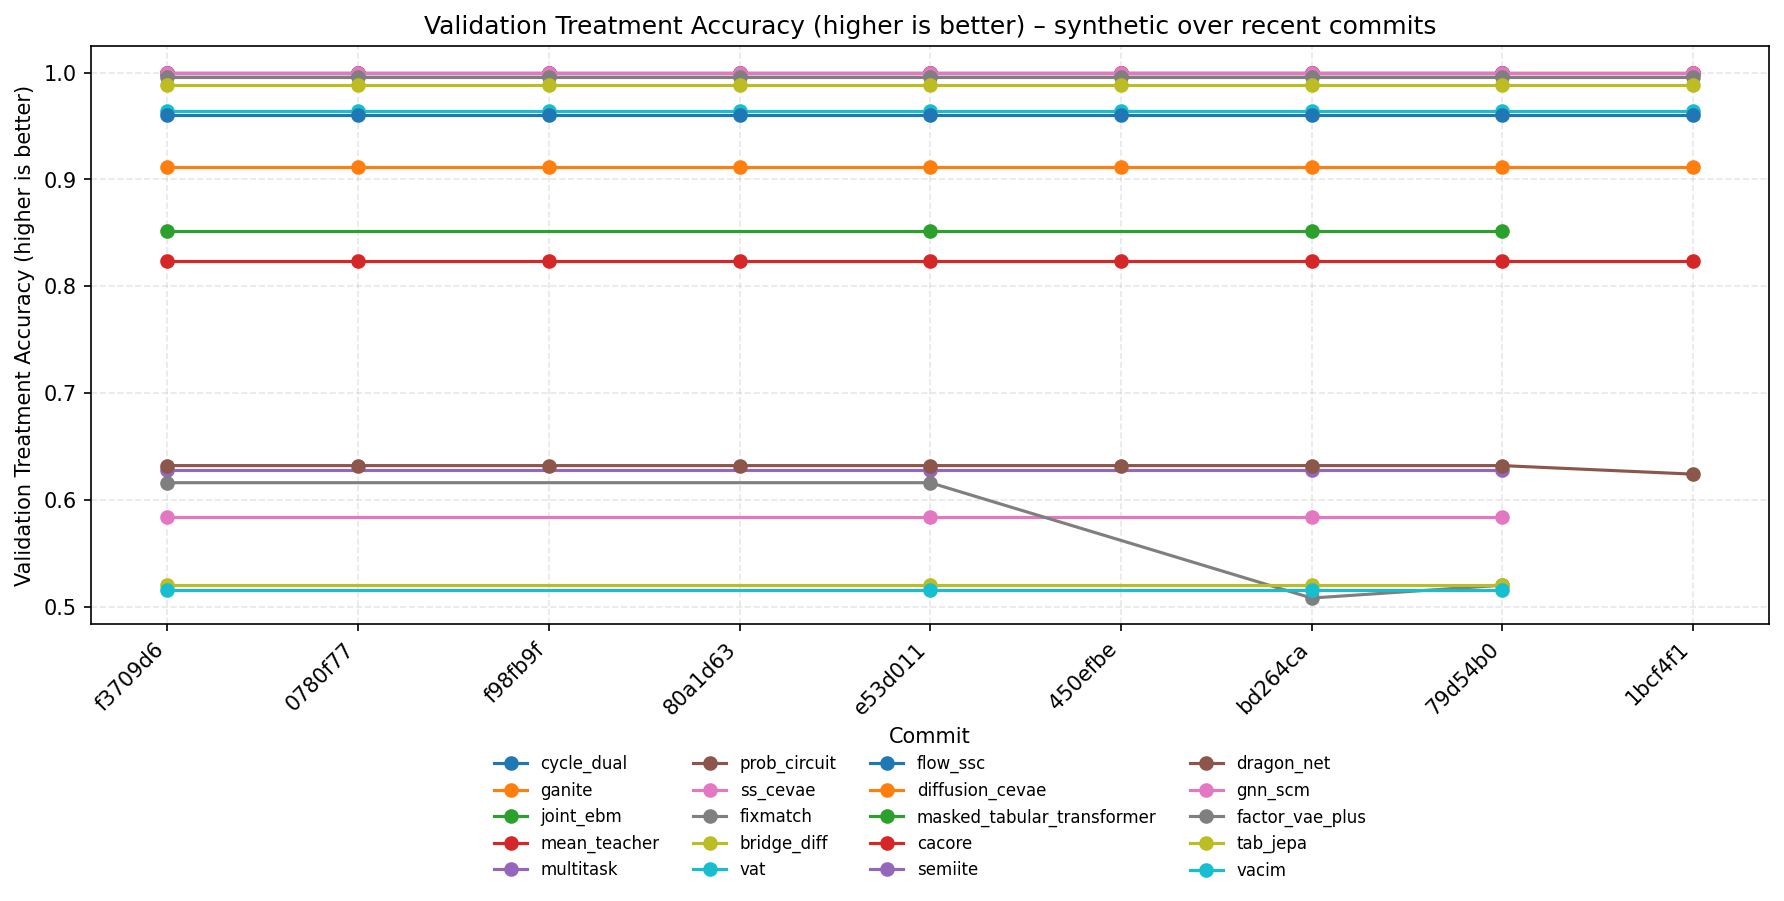 Validation Treatment Accuracy (higher is better) – synthetic over recent commits
Validation Treatment Accuracy (higher is better)
1.0
0.9
0.8
0.7
0.6
0.5
f3709d6
0780f77
f98fb9f
80a1d63
e53d011
450efbe
bd264ca
79d54b0
1bcf4f1
Commit
cycle_dual
ganite
joint_ebm
mean_teacher
multitask
prob_circuit
ss_cevae
fixmatch
bridge_diff
vat
flow_ssc
diffusion_cevae
masked_tabular_transformer
cacore
semiite
dragon_net
gnn_scm
factor_vae_plus
tab_jepa
vacim